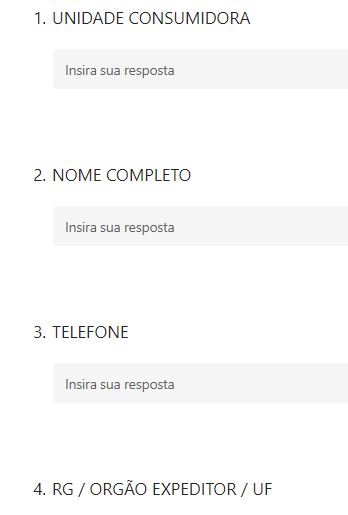 1. UNIDADE CONSUMIDORA
Insira sua resposta
2. NOME COMPLETO
Insira sua resposta
3. TELEFONE
Insira sua resposta
4. RG / ORGÃO EXPEDITOR / UF